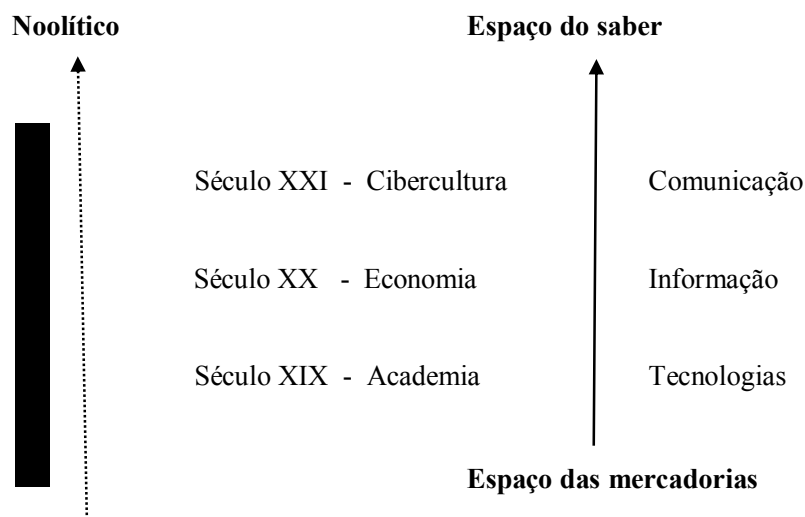 Noolítico Espaço do saber
Século XXI - Cibercultura Comunicação
Século XX - Economia Informação
Século XIX - Academia Tecnologias
Espaço das mercadorias